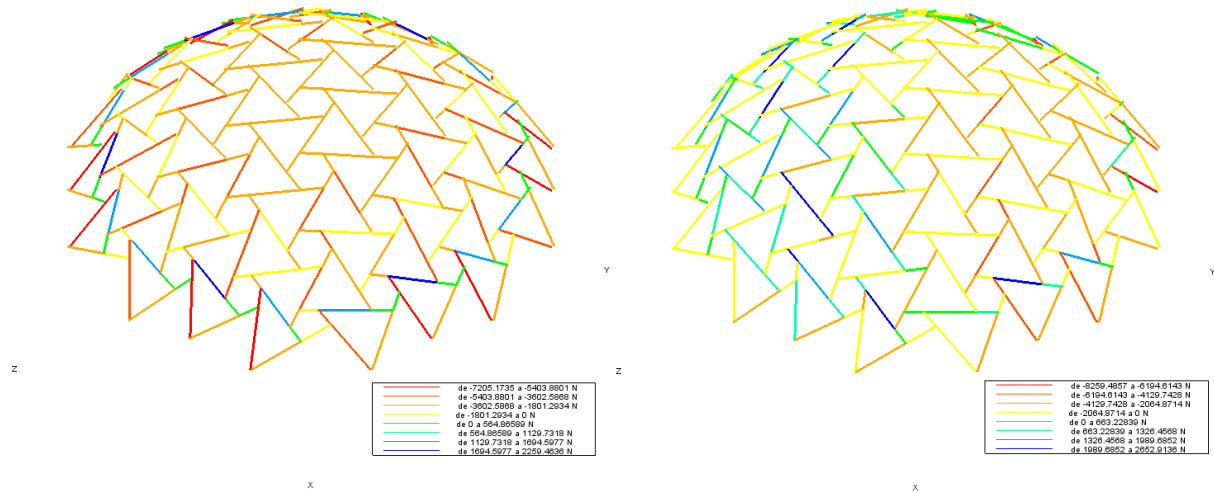 Y
Z
de -7205.1735 a -5403.8801 N
de -5403.8801 a -3602.5868 N
de -3602.5868 a -1801.2934 N
de -1801.2934 a 0 N
de 0 a 564.86589 N
de 564.86589 a 1129.7318 N
de 1129.7318 a 1694.5977 N
de 1694.5977 a 2259.4636 N
X
Y
Z
de -8259.4857 a -6194.6143 N
de -6194.6143 a -4129.7428 N
de -4129.7428 a -2064.8714 N
de -2064.8714 a 0 N
de 0 a 663.22839 N
de 663.22839 a 1326.4568 N
de 1326.4568 a 1989.6852 N
de 1989.6852 a 2652.9136 N
X